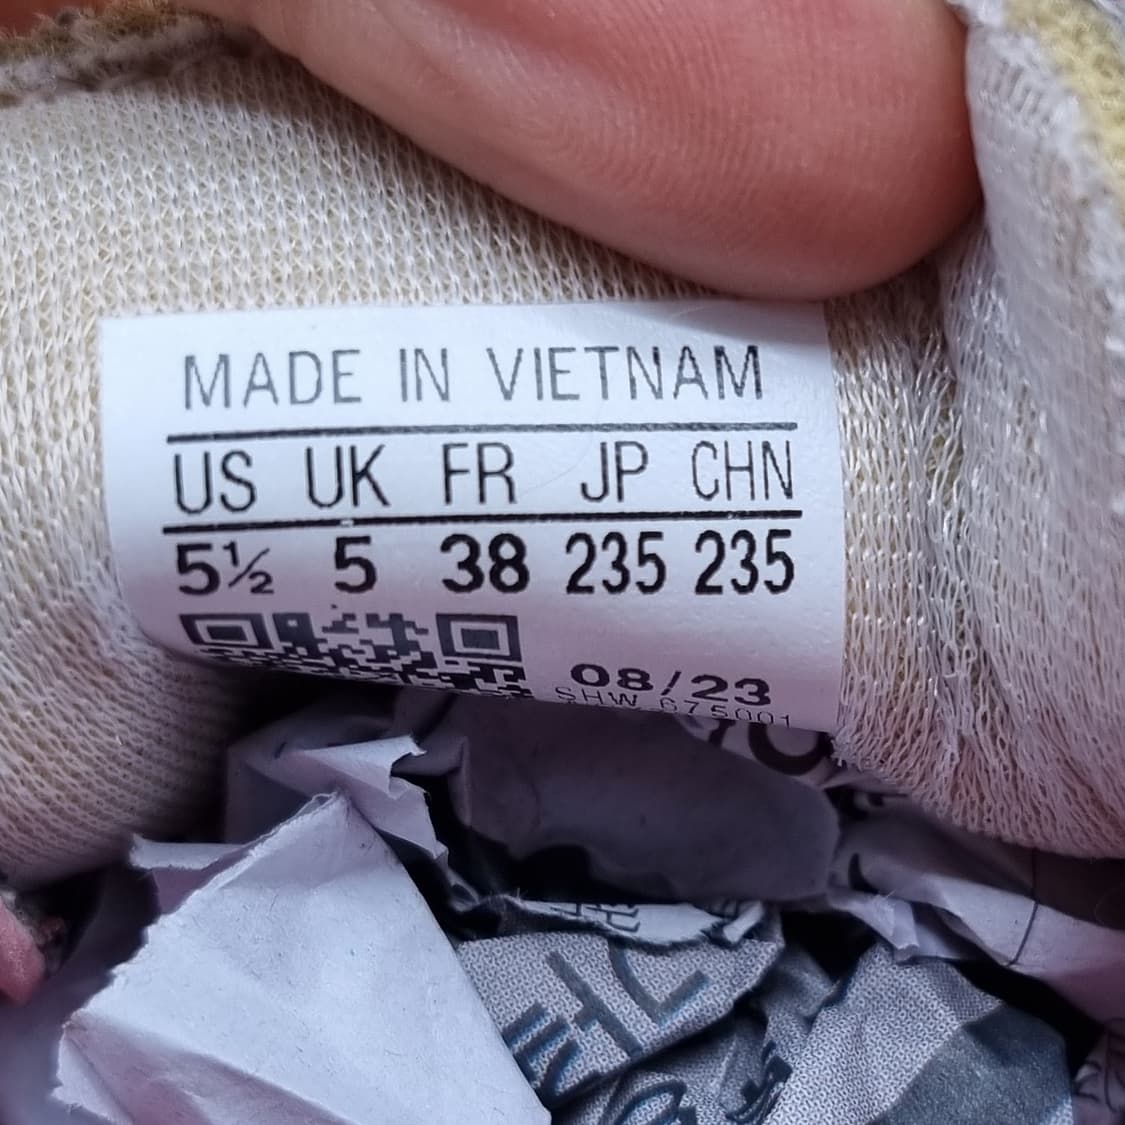 MADE IN VIETNAM
US UK FR JP CHN
5½ 5 38 235 235
08/23
SHW 675001